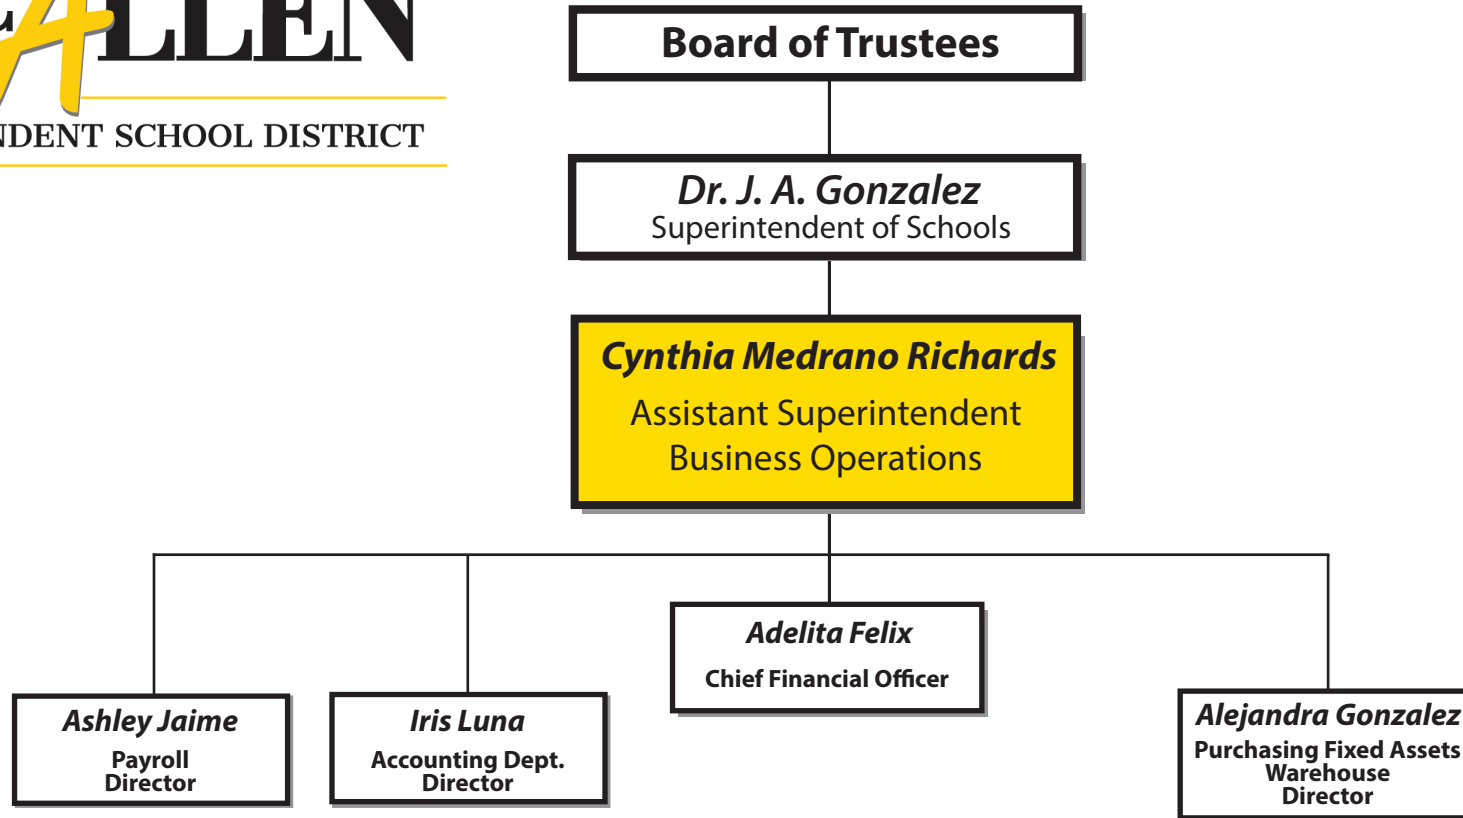 ALLEN
SCHOOL DISTRICT
Board of Trustees
Dr. J. A. Gonzalez
Superintendent of Schools
Cynthia Medrano Richards
Assistant Superintendent
Business Operations
Adelita Felix
Chief Financial Officer
Ashley Jaime
Payroll
Director
Iris Luna
Accounting Dept.
Director
Alejandra Gonzalez
Purchasing Fixed Assets
Warehouse
Director